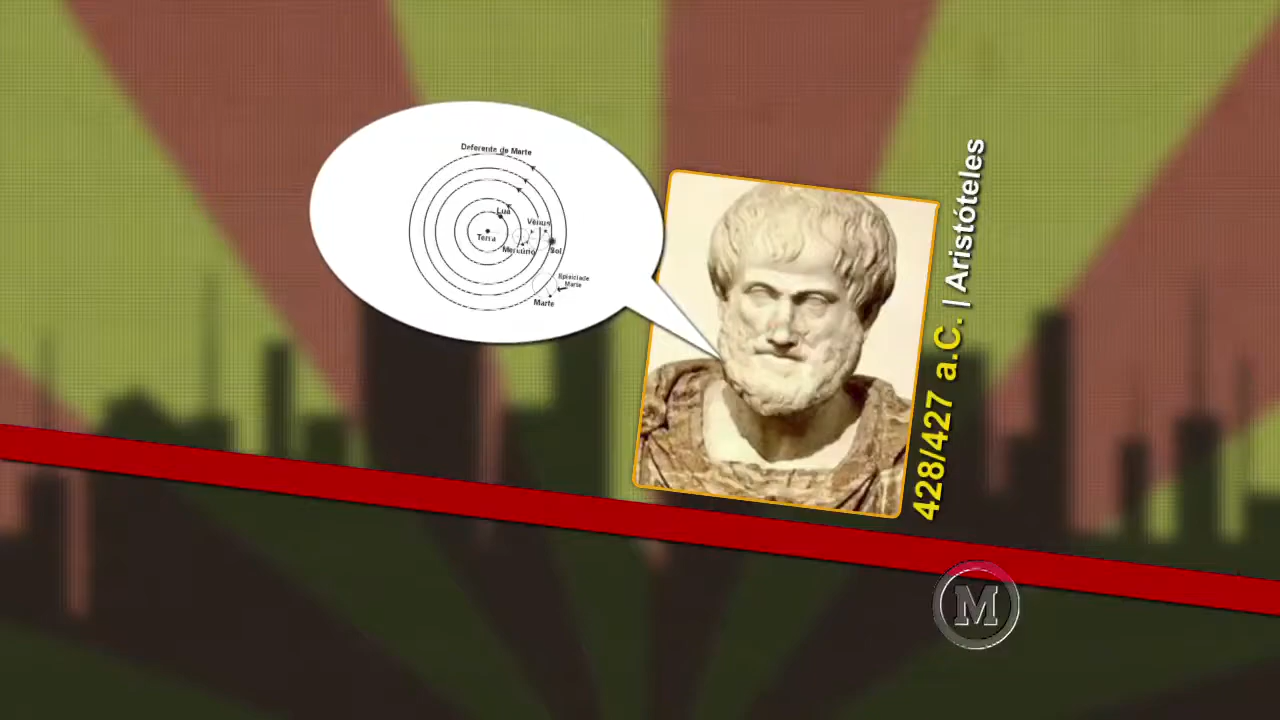 Deferente de Marte
Lua
Vênus
Terra
Mercúrio
Sol
Epiciclo de
Marte
Marte
428/427 a.C. | Aristóteles
M